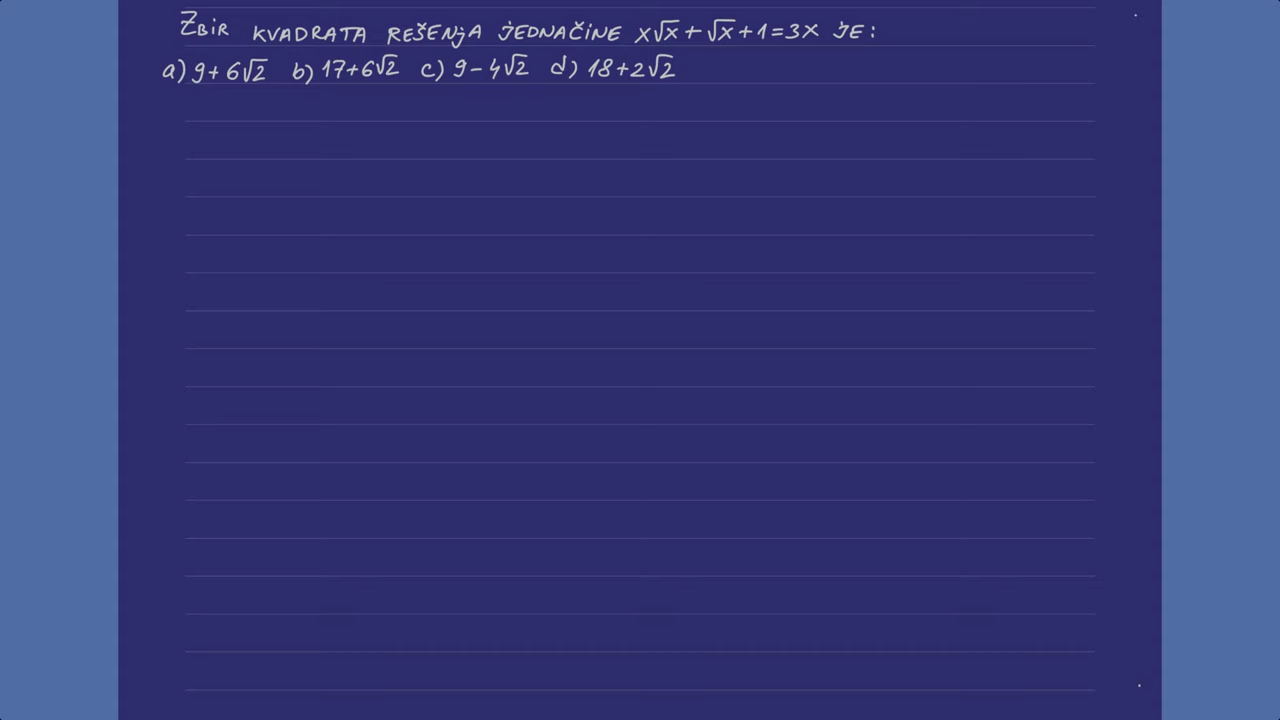 Zbir kvadrata rešenja jednačine x√x + √x + 1 = 3x je:
a) 9 + 6√2 b) 17 + 6√2 c) 9 - 4√2 d) 18 + 2√2